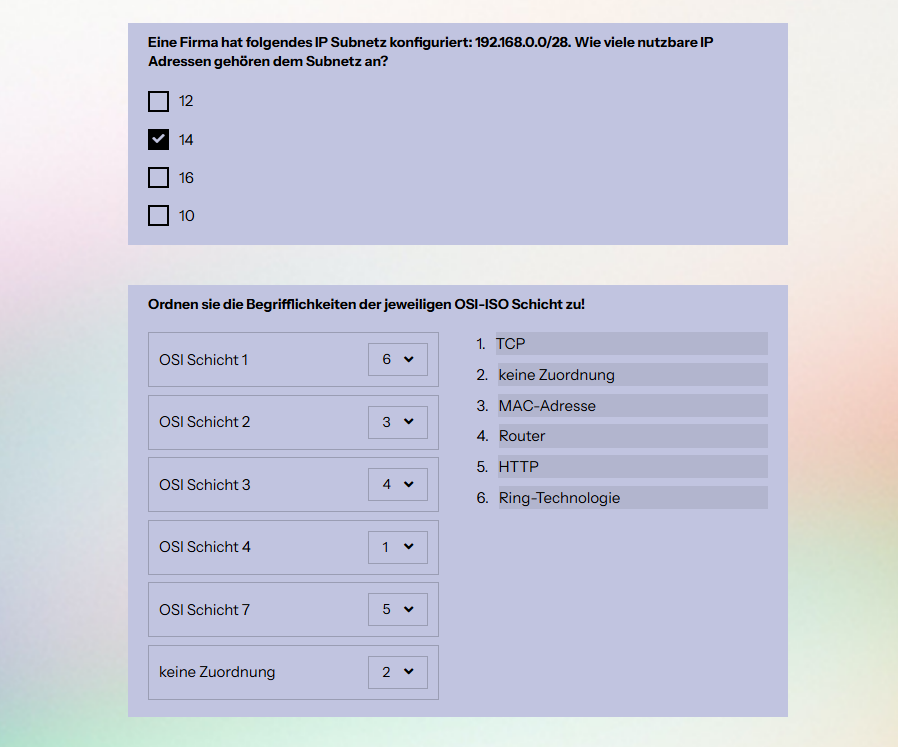 Eine Firma hat folgendes IP Subnetz konfiguriert: 192.168.0.0/28. Wie viele nutzbare IP
Adressen gehören dem Subnetz an?
12
14
16
10
Ordnen sie die Begrifflichkeiten der jeweiligen OSI-ISO Schicht zu!
OSI Schicht 1 6
OSI Schicht 2 3
OSI Schicht 3 4
OSI Schicht 4 1
OSI Schicht 7 5
keine Zuordnung 2
1. TCP
2. keine Zuordnung
3. MAC-Adresse
4. Router
5. HTTP
6. Ring-Technologie